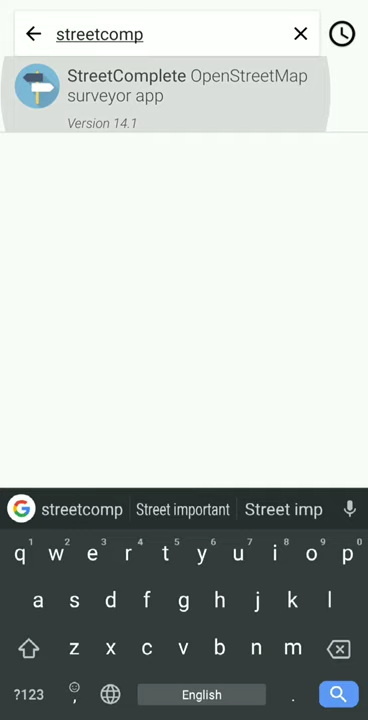 streetcomp
StreetComplete OpenStreetMap
surveyor app
Version 14.1
G streetcomp Street important Street imp
1 2 3 4 5 6 7 8 9 0
q w e r t y u i o p
a s d f g h j k l
z x c v b n m
?123 , English .